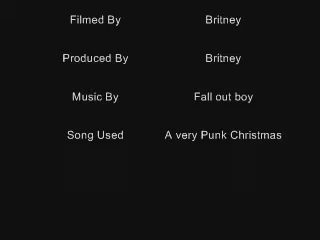 Filmed By Britney
Produced By Britney
Music By Fall out boy
Song Used A very Punk Christmas